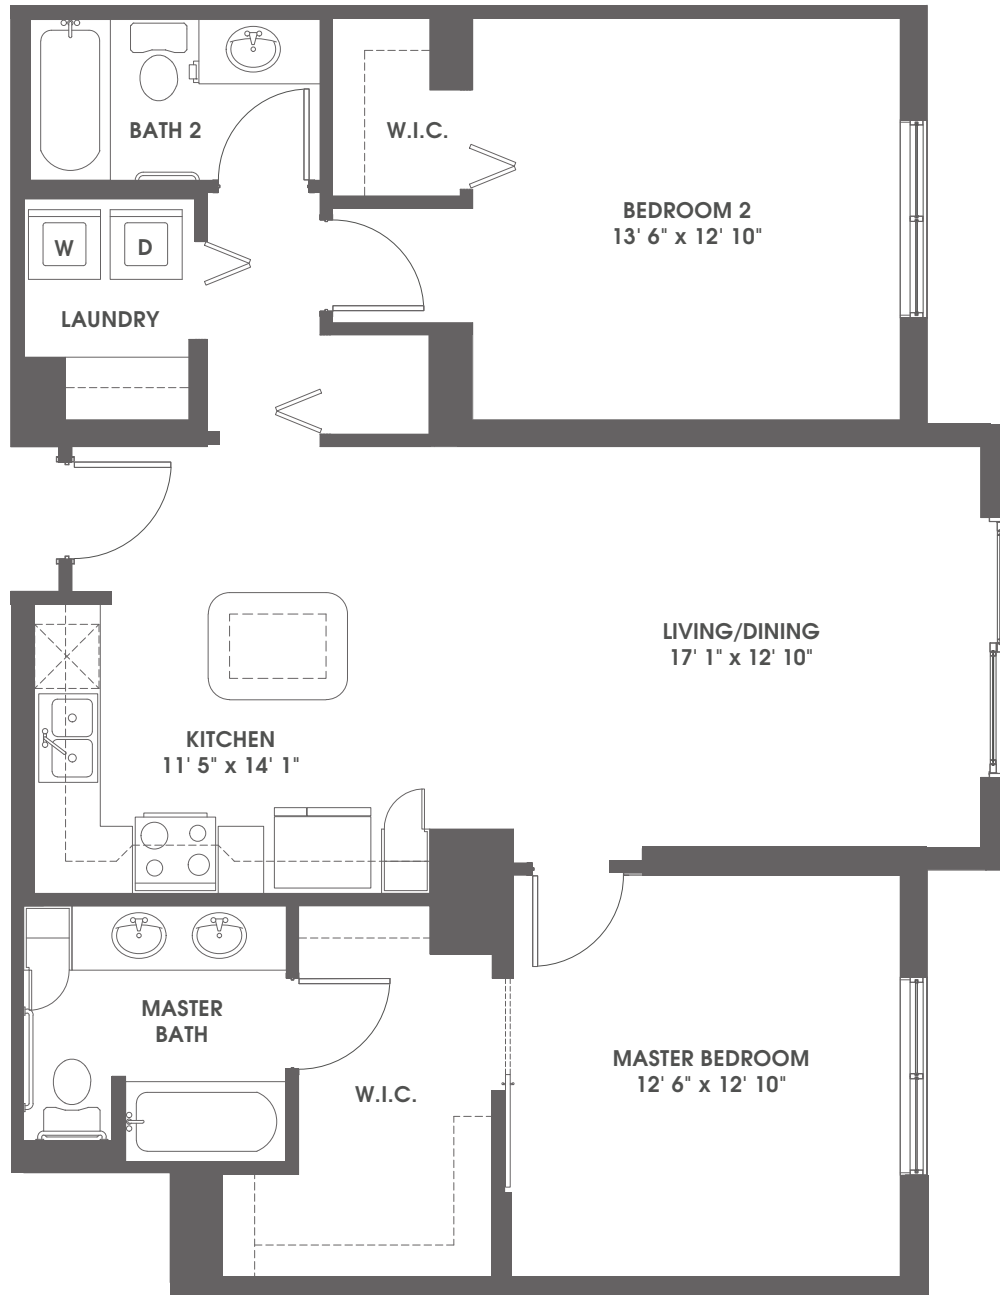 BATH 2
W.I.C.
BEDROOM 2
13' 6" x 12' 10"
W
D
LAUNDRY
LIVING/DINING
17' 1" x 12' 10"
KITCHEN
11' 5" x 14' 1"
MASTER
BATH
W.I.C.
MASTER BEDROOM
12' 6" x 12' 10"